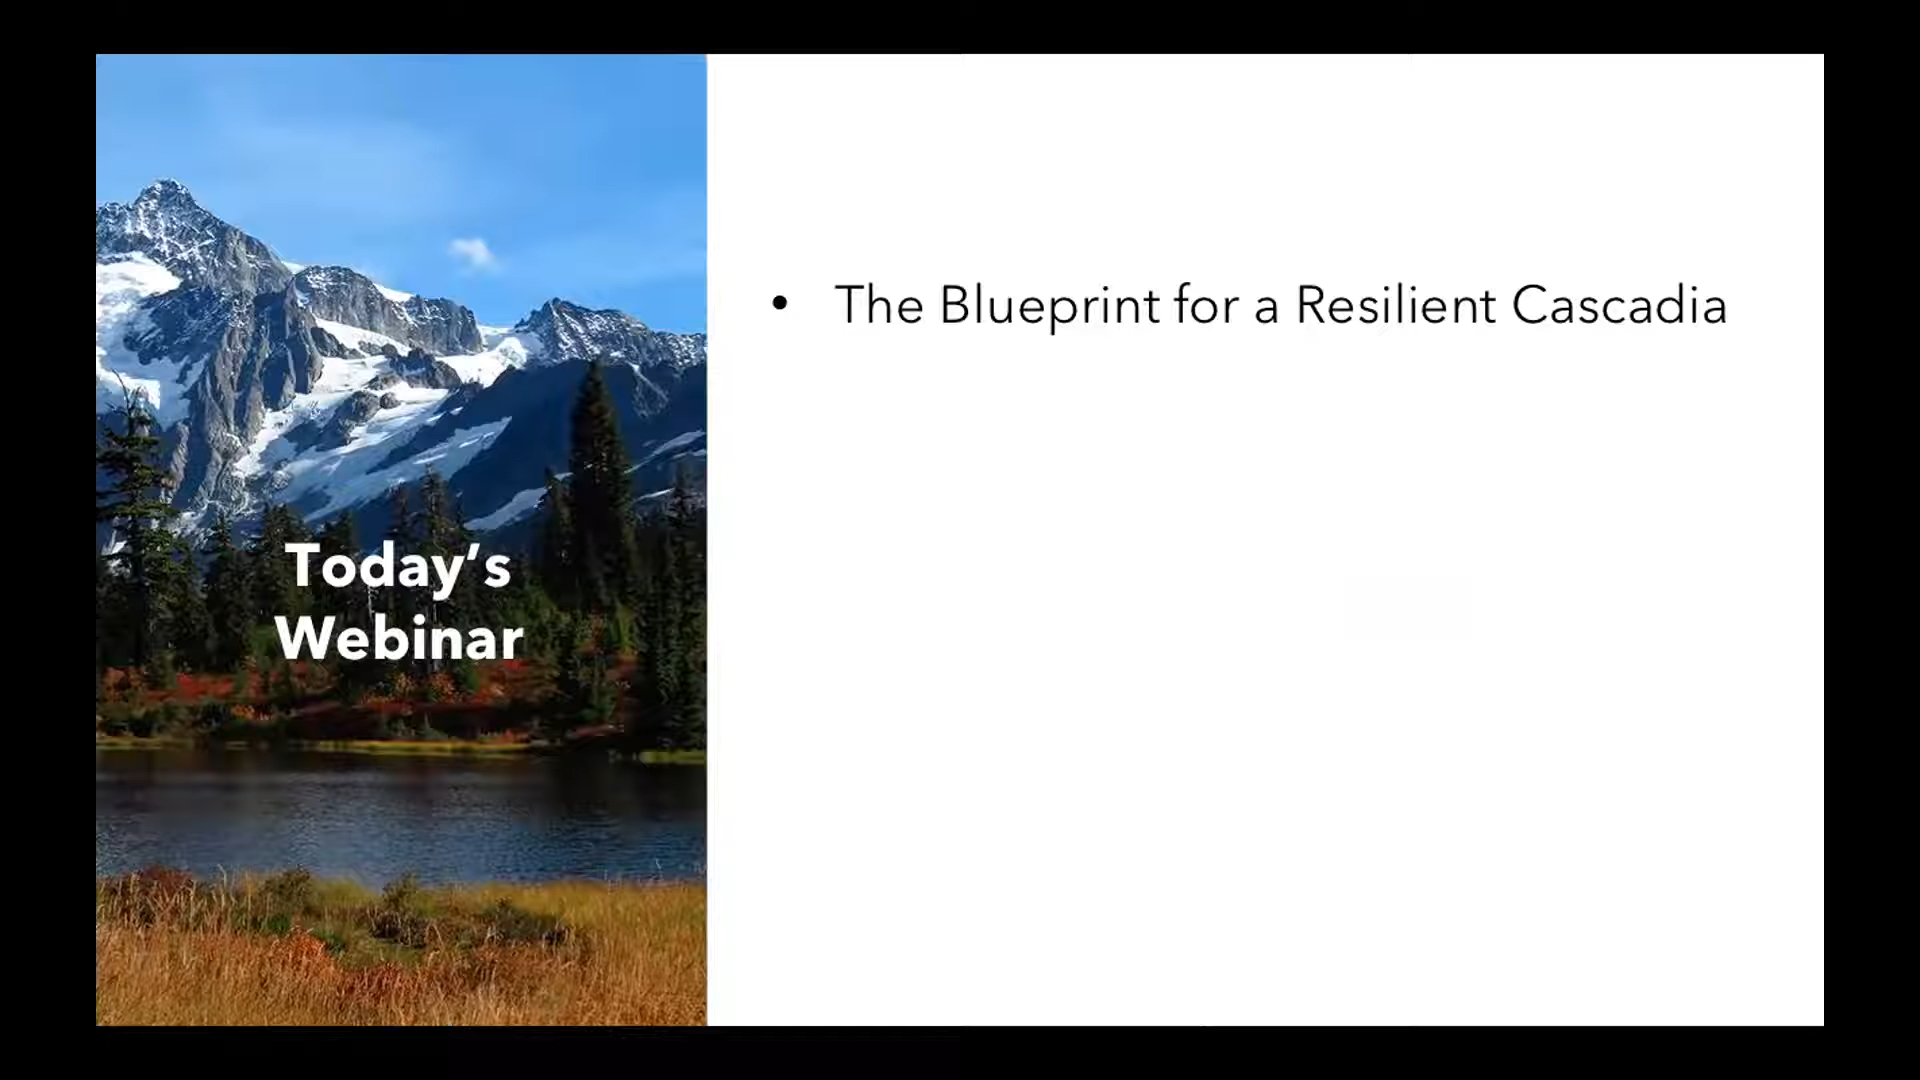 Today’s
Webinar
• The Blueprint for a Resilient Cascadia